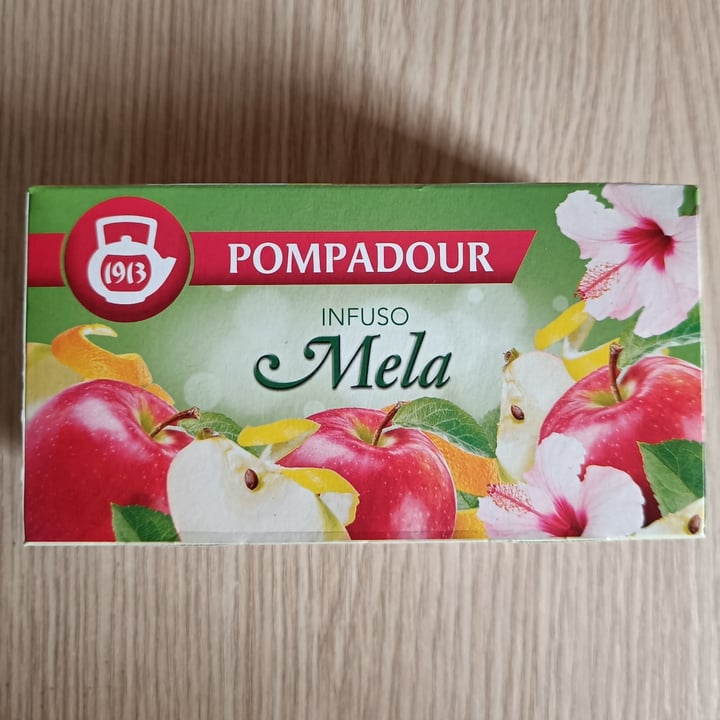 1913
POMPADOUR
INFUSO
Mela